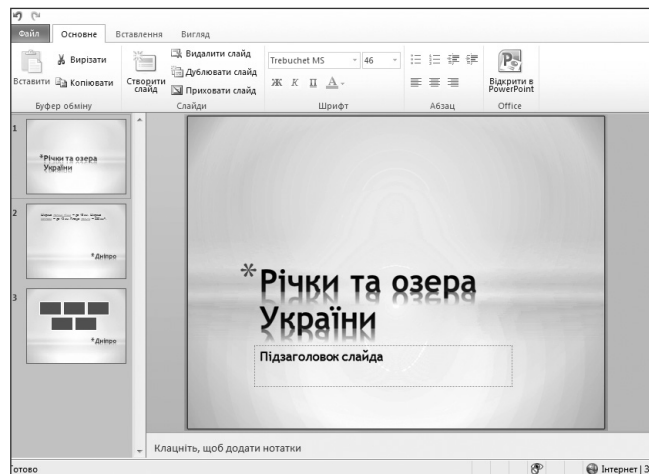 Файл Основне Вставлення Вигляд
Вставити
Вирізати
Копіювати
Буфер обміну
Створити
слайд
Видалити слайд
Дублювати слайд
Приховати слайд
Слайди
Trebuchet MS 46
Ж К П А
Шрифт
Абзац
Відкрити в
PowerPoint
Office
1
*Річки та озера
України
2
*Дніпро
3
*Дніпро
*Річки та озера
України
Підзаголовок слайда
Клацніть, щоб додати нотатки
отово
Інтернет | З